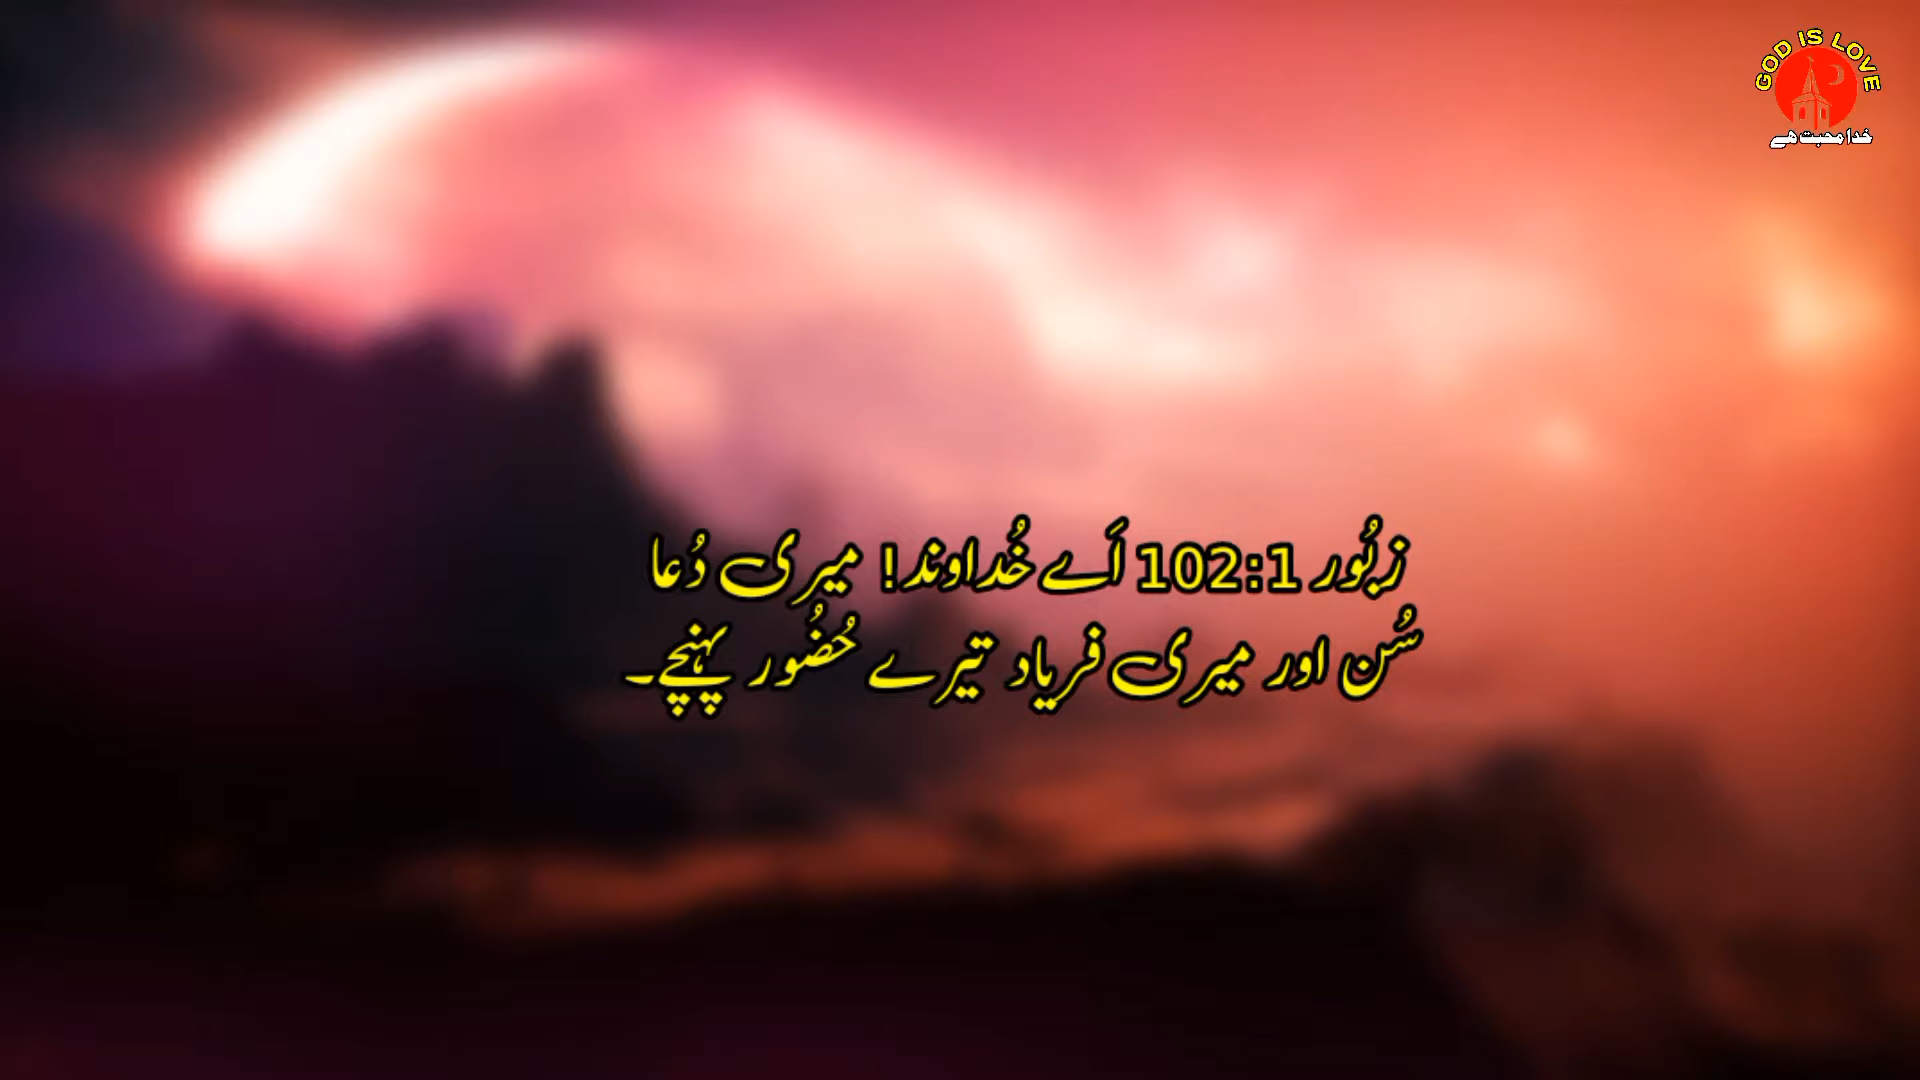 GOD IS LOVE
خدا محبت ہے
زبُور 102:1 اَے خُداوند! میری دُعا
سُن اور میری فریاد تیرے حُضُور پہنچے۔